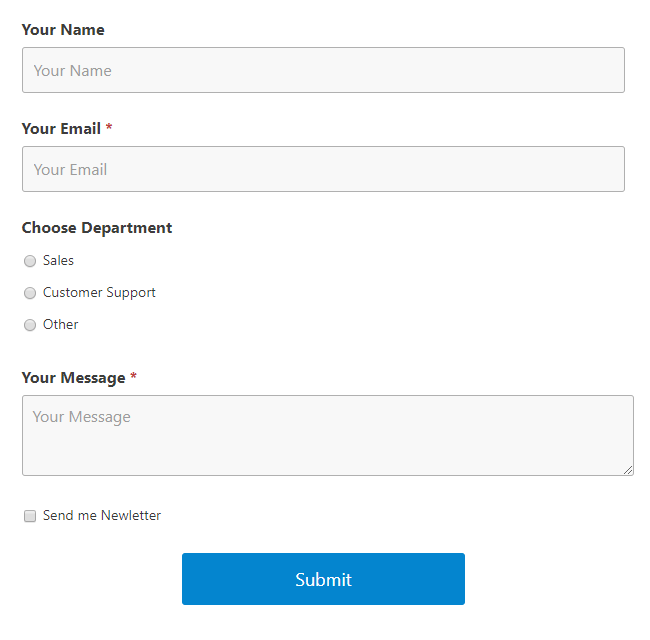 Your Name
Your Name
Your Email *
Your Email
Choose Department
Sales
Customer Support
Other
Your Message *
Your Message
Send me Newletter
Submit